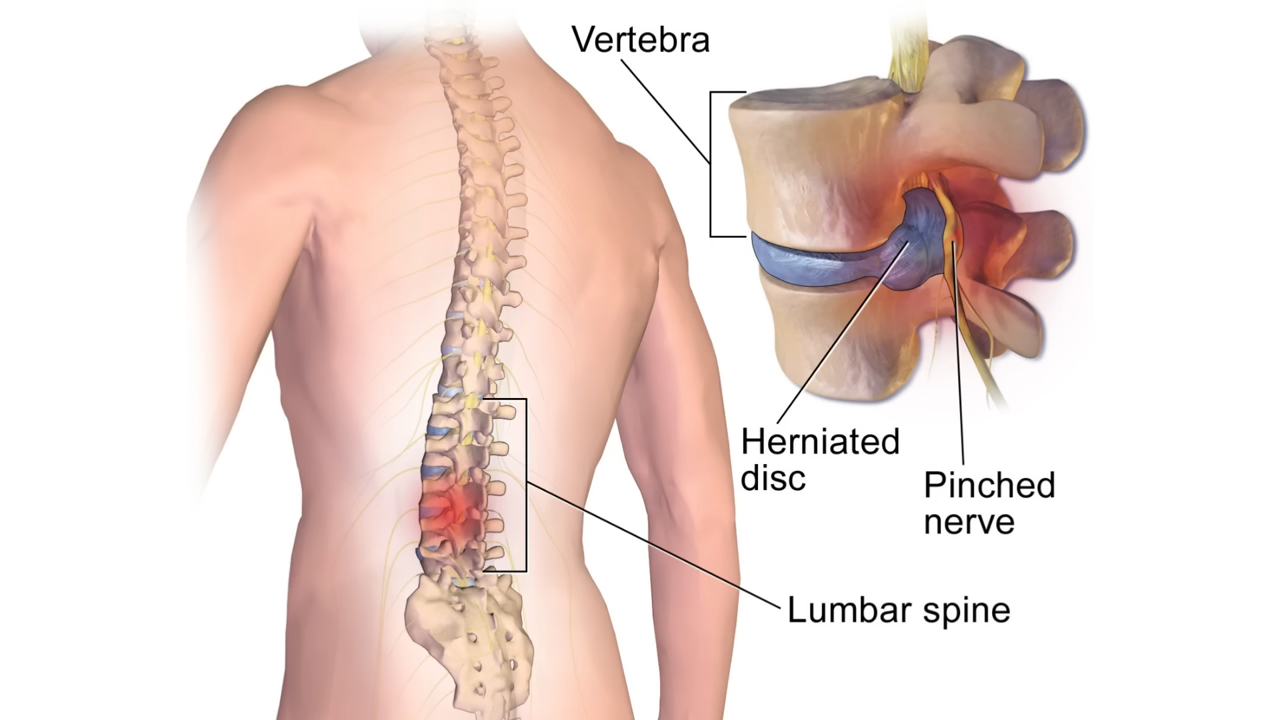 Vertebra
Herniated
disc
Pinched
nerve
Lumbar spine